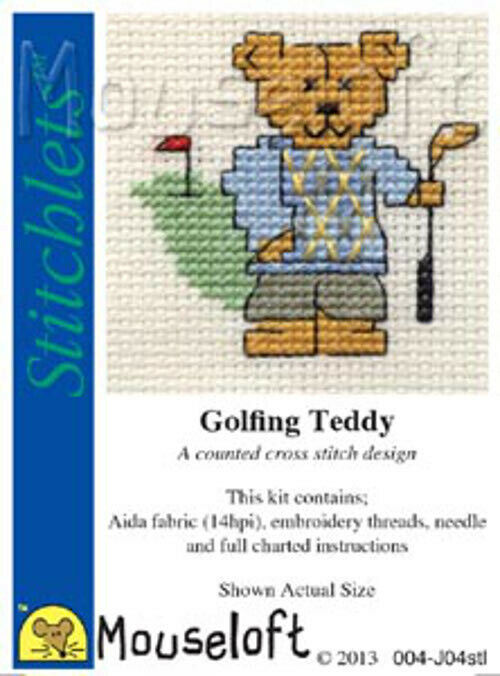 Mouseloft
Stitchlets
Golfing Teddy
A counted cross stitch design
This kit contains;
Aida fabric (14hpi), embroidery threads, needle
and full charted instructions
Shown Actual Size
Mouseloft © 2013 004-J04stl